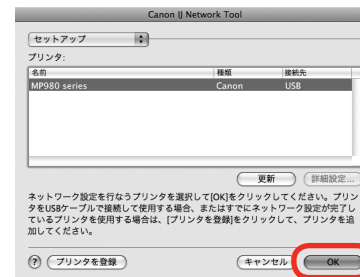 Canon IJ Network Tool
セットアップ
プリンタ:
名前 種類 接続先
MP980 series Canon USB
更新 詳細設定...
ネットワーク設定を行なうプリンタを選択して[OK]をクリックしてください。プリン
タをUSBケーブルで接続して使用する場合、またはすでにネットワーク設定が完了し
ているプリンタを使用する場合は、[プリンタを登録]をクリックして、プリンタを追
加してください。
? プリンタを登録 キャンセル OK